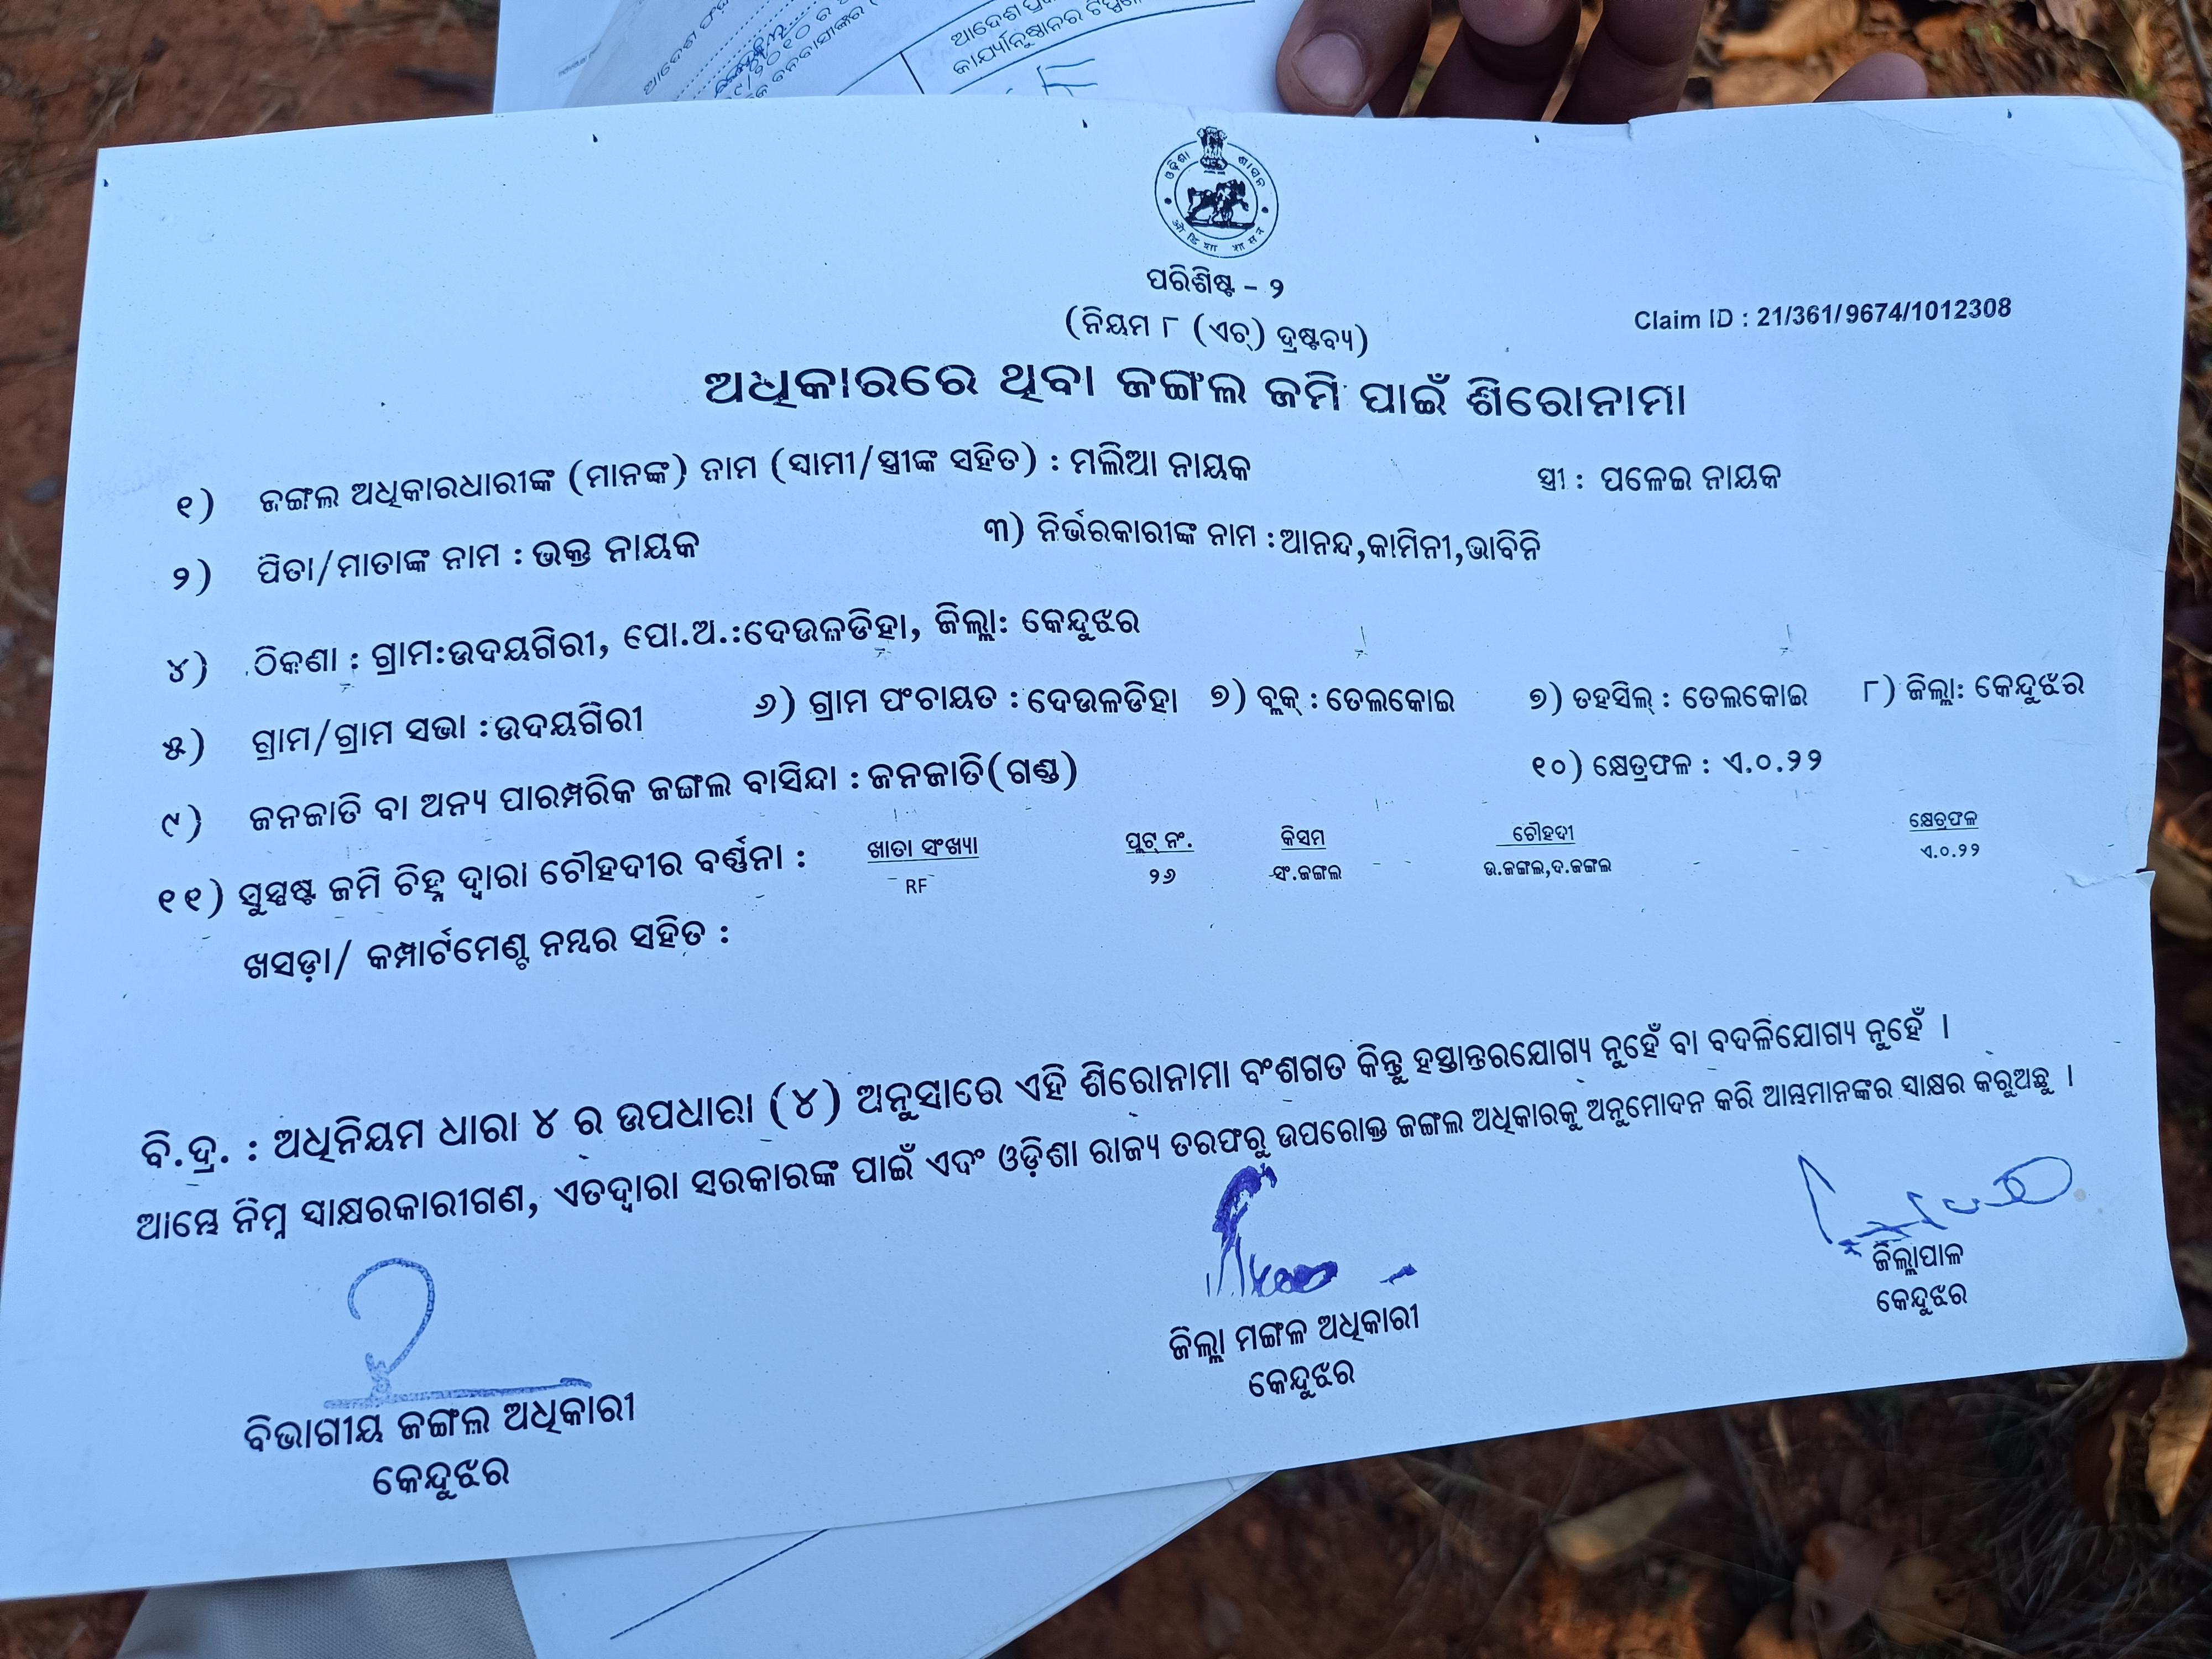 ଆଦେଶ
କାର୍ଯ୍ୟାନୁଷ୍ଠାନର
ଓଡ଼ିଶା ଶାସନ
ପରିଶିଷ୍ଟ - ୨
(ନିୟମ ୮ (ଏଚ୍) ଦ୍ରଷ୍ଟବ୍ୟ)
Claim ID : 21/361/9674/1012308
ଅଧିକାରରେ ଥିବା ଜଙ୍ଗଲ ଜମି ପାଇଁ ଶିରୋନାମା
୧) ଜଙ୍ଗଲ ଅଧିକାରଧାରୀଙ୍କ (ମାନଙ୍କ) ନାମ (ସ୍ୱାମୀ/ସ୍ତ୍ରୀଙ୍କ ସହିତ) : ମଲିଆ ନାୟକ ସ୍ତ୍ରୀ : ପଳେଇ ନାୟକ
୨) ପିତା/ମାତାଙ୍କ ନାମ : ଭକ୍ତ ନାୟକ ୩) ନିର୍ଭରକାରୀଙ୍କ ନାମ : ଆନନ୍ଦ,କାମିନୀ,ଭାବିନି
୪) ଠିକଣା : ଗ୍ରାମ:ଉଦୟଗିରୀ, ପୋ.ଅ.:ଦେଉଳଡିହା, ଜିଲ୍ଲା: କେନ୍ଦୁଝର
୫) ଗ୍ରାମ/ଗ୍ରାମ ସଭା :ଉଦୟଗିରୀ ୬) ଗ୍ରାମ ପଂଚାୟତ : ଦେଉଳଡିହା ୭) ବ୍ଲକ୍ : ତେଲକୋଇ ୭) ତହସିଲ୍ : ତେଲକୋଇ ୮) ଜିଲ୍ଲା: କେନ୍ଦୁଝର
୯) ଜନଜାତି ବା ଅନ୍ୟ ପାରମ୍ପରିକ ଜଙ୍ଗଲ ବାସିନ୍ଦା : ଜନଜାତି(ଗଣ୍ଡ) ୧୦) କ୍ଷେତ୍ରଫଳ : ଏ.୦.୨୨
୧୧) ସୁସ୍ପଷ୍ଟ ଜମି ଚିହ୍ନ ଦ୍ୱାରା ଚୌହଦୀର ବର୍ଣ୍ଣନା : ଖାତା ସଂଖ୍ୟା ପ୍ଲଟ୍ ନଂ. କିସମ ଚୌହଦୀ କ୍ଷେତ୍ରଫଳ
RF ୨୬ ସଂ.ଜଙ୍ଗଲ ଉ.ଜଙ୍ଗଲ,ଦ.ଜଙ୍ଗଲ ଏ.୦.୨୨
ଖସଡ଼ା/ କମ୍ପାର୍ଟମେଣ୍ଟ ନମ୍ବର ସହିତ :
ବି.ଦ୍ର. : ଅଧିନିୟମ ଧାରା ୪ ର ଉପଧାରା (୪) ଅନୁସାରେ ଏହି ଶିରୋନାମା ବଂଶଗତ କିନ୍ତୁ ହସ୍ତାନ୍ତରଯୋଗ୍ୟ ନୁହେଁ ବା ବଦଳିଯୋଗ୍ୟ ନୁହେଁ ।
ଆମ୍ଭେ ନିମ୍ନ ସ୍ୱାକ୍ଷରକାରୀଗଣ, ଏତଦ୍ୱାରା ସରକାରଙ୍କ ପାଇଁ ଏବଂ ଓଡ଼ିଶା ରାଜ୍ୟ ତରଫରୁ ଉପରୋକ୍ତ ଜଙ୍ଗଲ ଅଧିକାରକୁ ଅନୁମୋଦନ କରି ଆମ୍ଭମାନଙ୍କର ସ୍ୱାକ୍ଷର କରୁଅଛୁ ।
ବିଭାଗୀୟ ଜଙ୍ଗଲ ଅଧିକାରୀ
କେନ୍ଦୁଝର
ଜିଲ୍ଲା ମଙ୍ଗଳ ଅଧିକାରୀ
କେନ୍ଦୁଝର
ଜିଲ୍ଲାପାଳ
କେନ୍ଦୁଝର